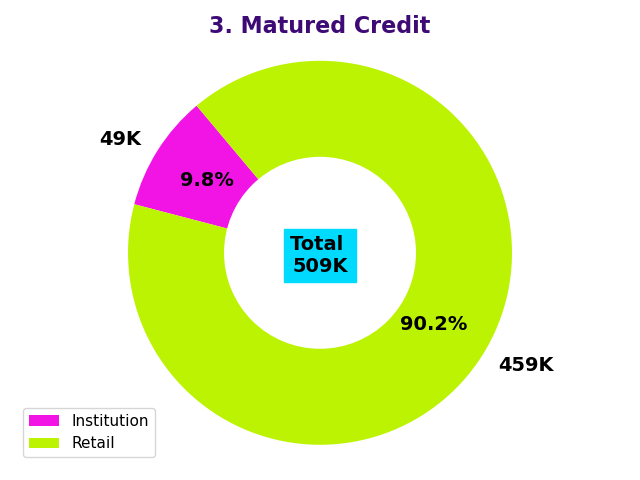 3. Matured Credit
49K
9.8%
Total
509K
90.2%
459K
Institution
Retail